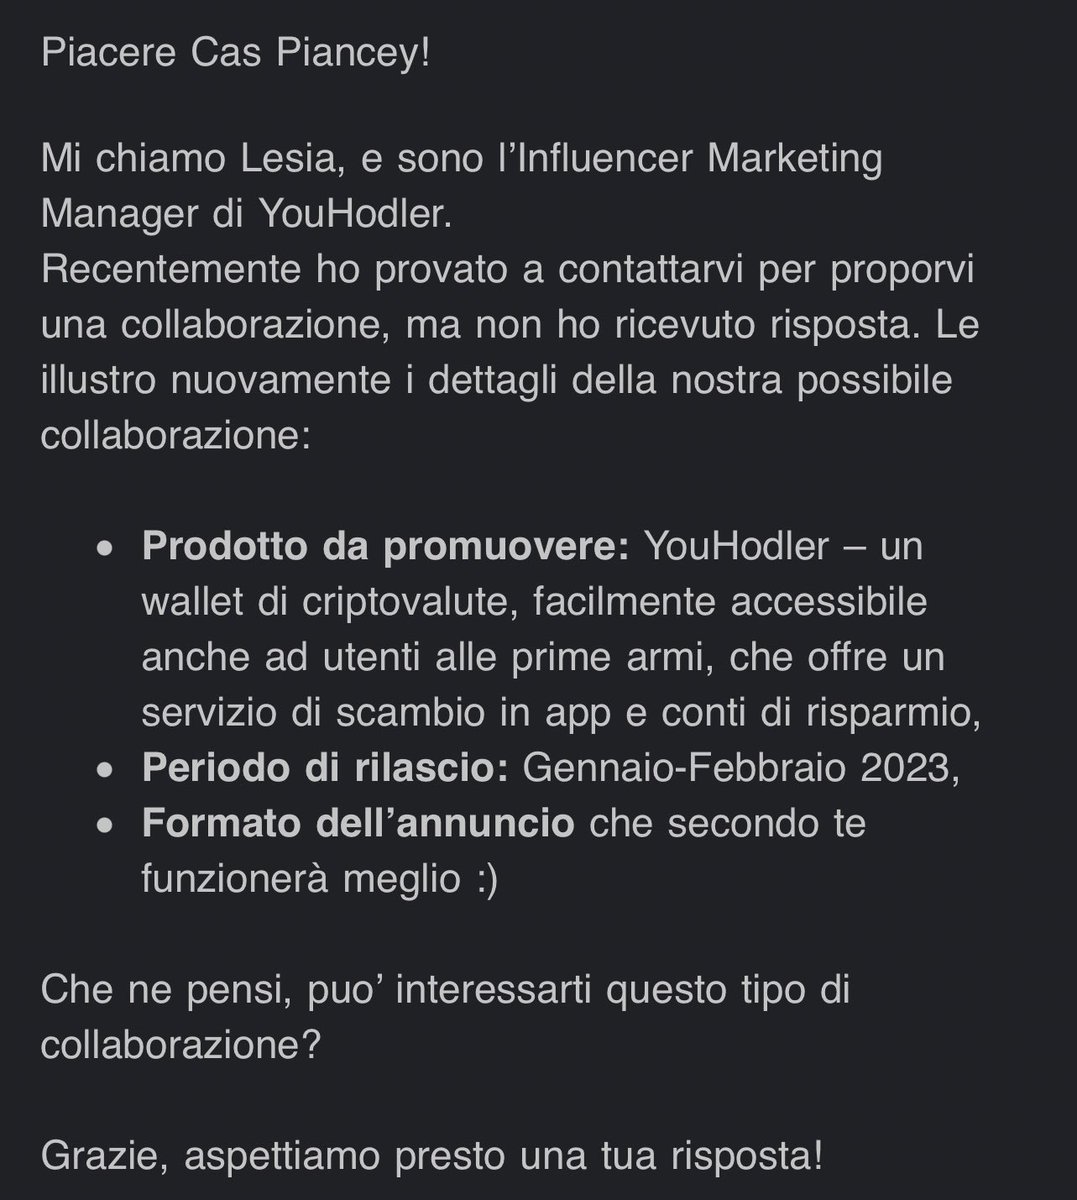 Piacere Cas Piancey!
Mi chiamo Lesia, e sono l’Influencer Marketing
Manager di YouHodler.
Recentemente ho provato a contattarvi per proporvi
una collaborazione, ma non ho ricevuto risposta. Le
illustro nuovamente i dettagli della nostra possibile
collaborazione:
• Prodotto da promuovere: YouHodler – un
wallet di criptovalute, facilmente accessibile
anche ad utenti alle prime armi, che offre un
servizio di scambio in app e conti di risparmio,
• Periodo di rilascio: Gennaio-Febbraio 2023,
• Formato dell’annuncio che secondo te
funzionerà meglio :)
Che ne pensi, puo’ interessarti questo tipo di
collaborazione?
Grazie, aspettiamo presto una tua risposta!